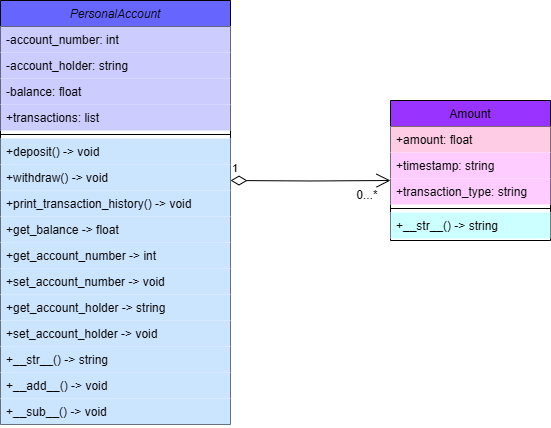 PersonalAccount
-account_number: int
-account_holder: string
-balance: float
+transactions: list
+deposit() -> void
+withdraw() -> void
+print_transaction_history() -> void
+get_balance -> float
+get_account_number -> int
+set_account_number -> void
+get_account_holder -> string
+set_account_holder -> void
+__str__() -> string
+__add__() -> void
+__sub__() -> void
1
0...*
Amount
+amount: float
+timestamp: string
+transaction_type: string
+__str__() -> string